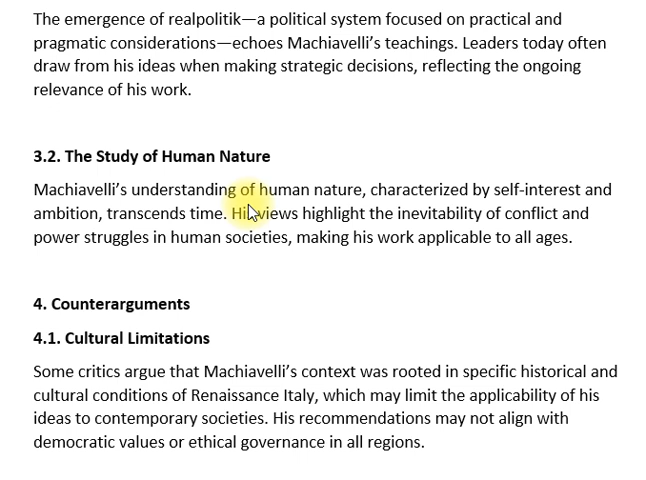 The emergence of realpolitik—a political system focused on practical and
pragmatic considerations—echoes Machiavelli's teachings. Leaders today often
draw from his ideas when making strategic decisions, reflecting the ongoing
relevance of his work.
3.2. The Study of Human Nature
Machiavelli's understanding of human nature, characterized by self-interest and
ambition, transcends time. His views highlight the inevitability of conflict and
power struggles in human societies, making his work applicable to all ages.
4. Counterarguments
4.1. Cultural Limitations
Some critics argue that Machiavelli's context was rooted in specific historical and
cultural conditions of Renaissance Italy, which may limit the applicability of his
ideas to contemporary societies. His recommendations may not align with
democratic values or ethical governance in all regions.